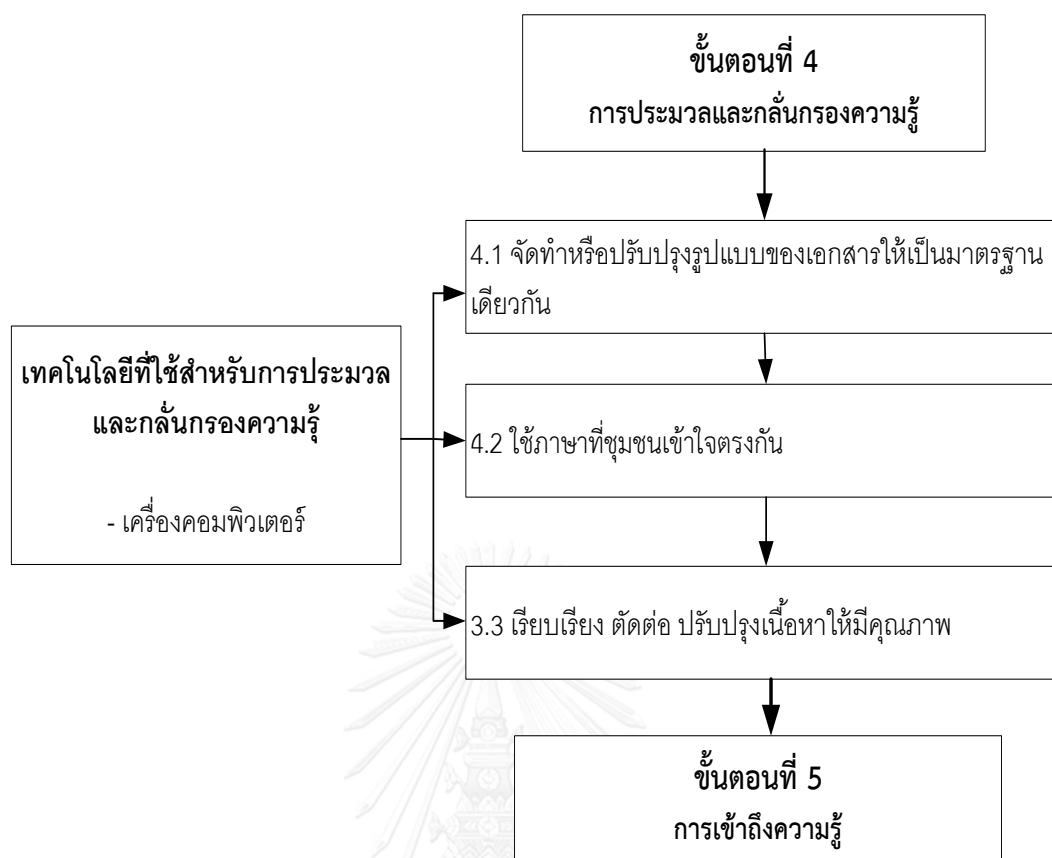 ขั้นตอนที่ 4
การประมวลและกลั่นกรองความรู้
4.1 จัดทำหรือปรับปรุงรูปแบบของเอกสารให้เป็นมาตรฐาน
เดียวกัน
เทคโนโลยีที่ใช้สำหรับการประมวล
และกลั่นกรองความรุ้
- เครื่องคอมพิวเตอร์
4.2 ใช้ภาษาที่ชุมชนเข้าใจตรงกัน
3.3 เรียบเรียง ตัดต่อ ปรับปรุงเนื้อหาให้มีคุณภาพ
ขั้นตอนที่ 5
การเข้าถึงความรู้